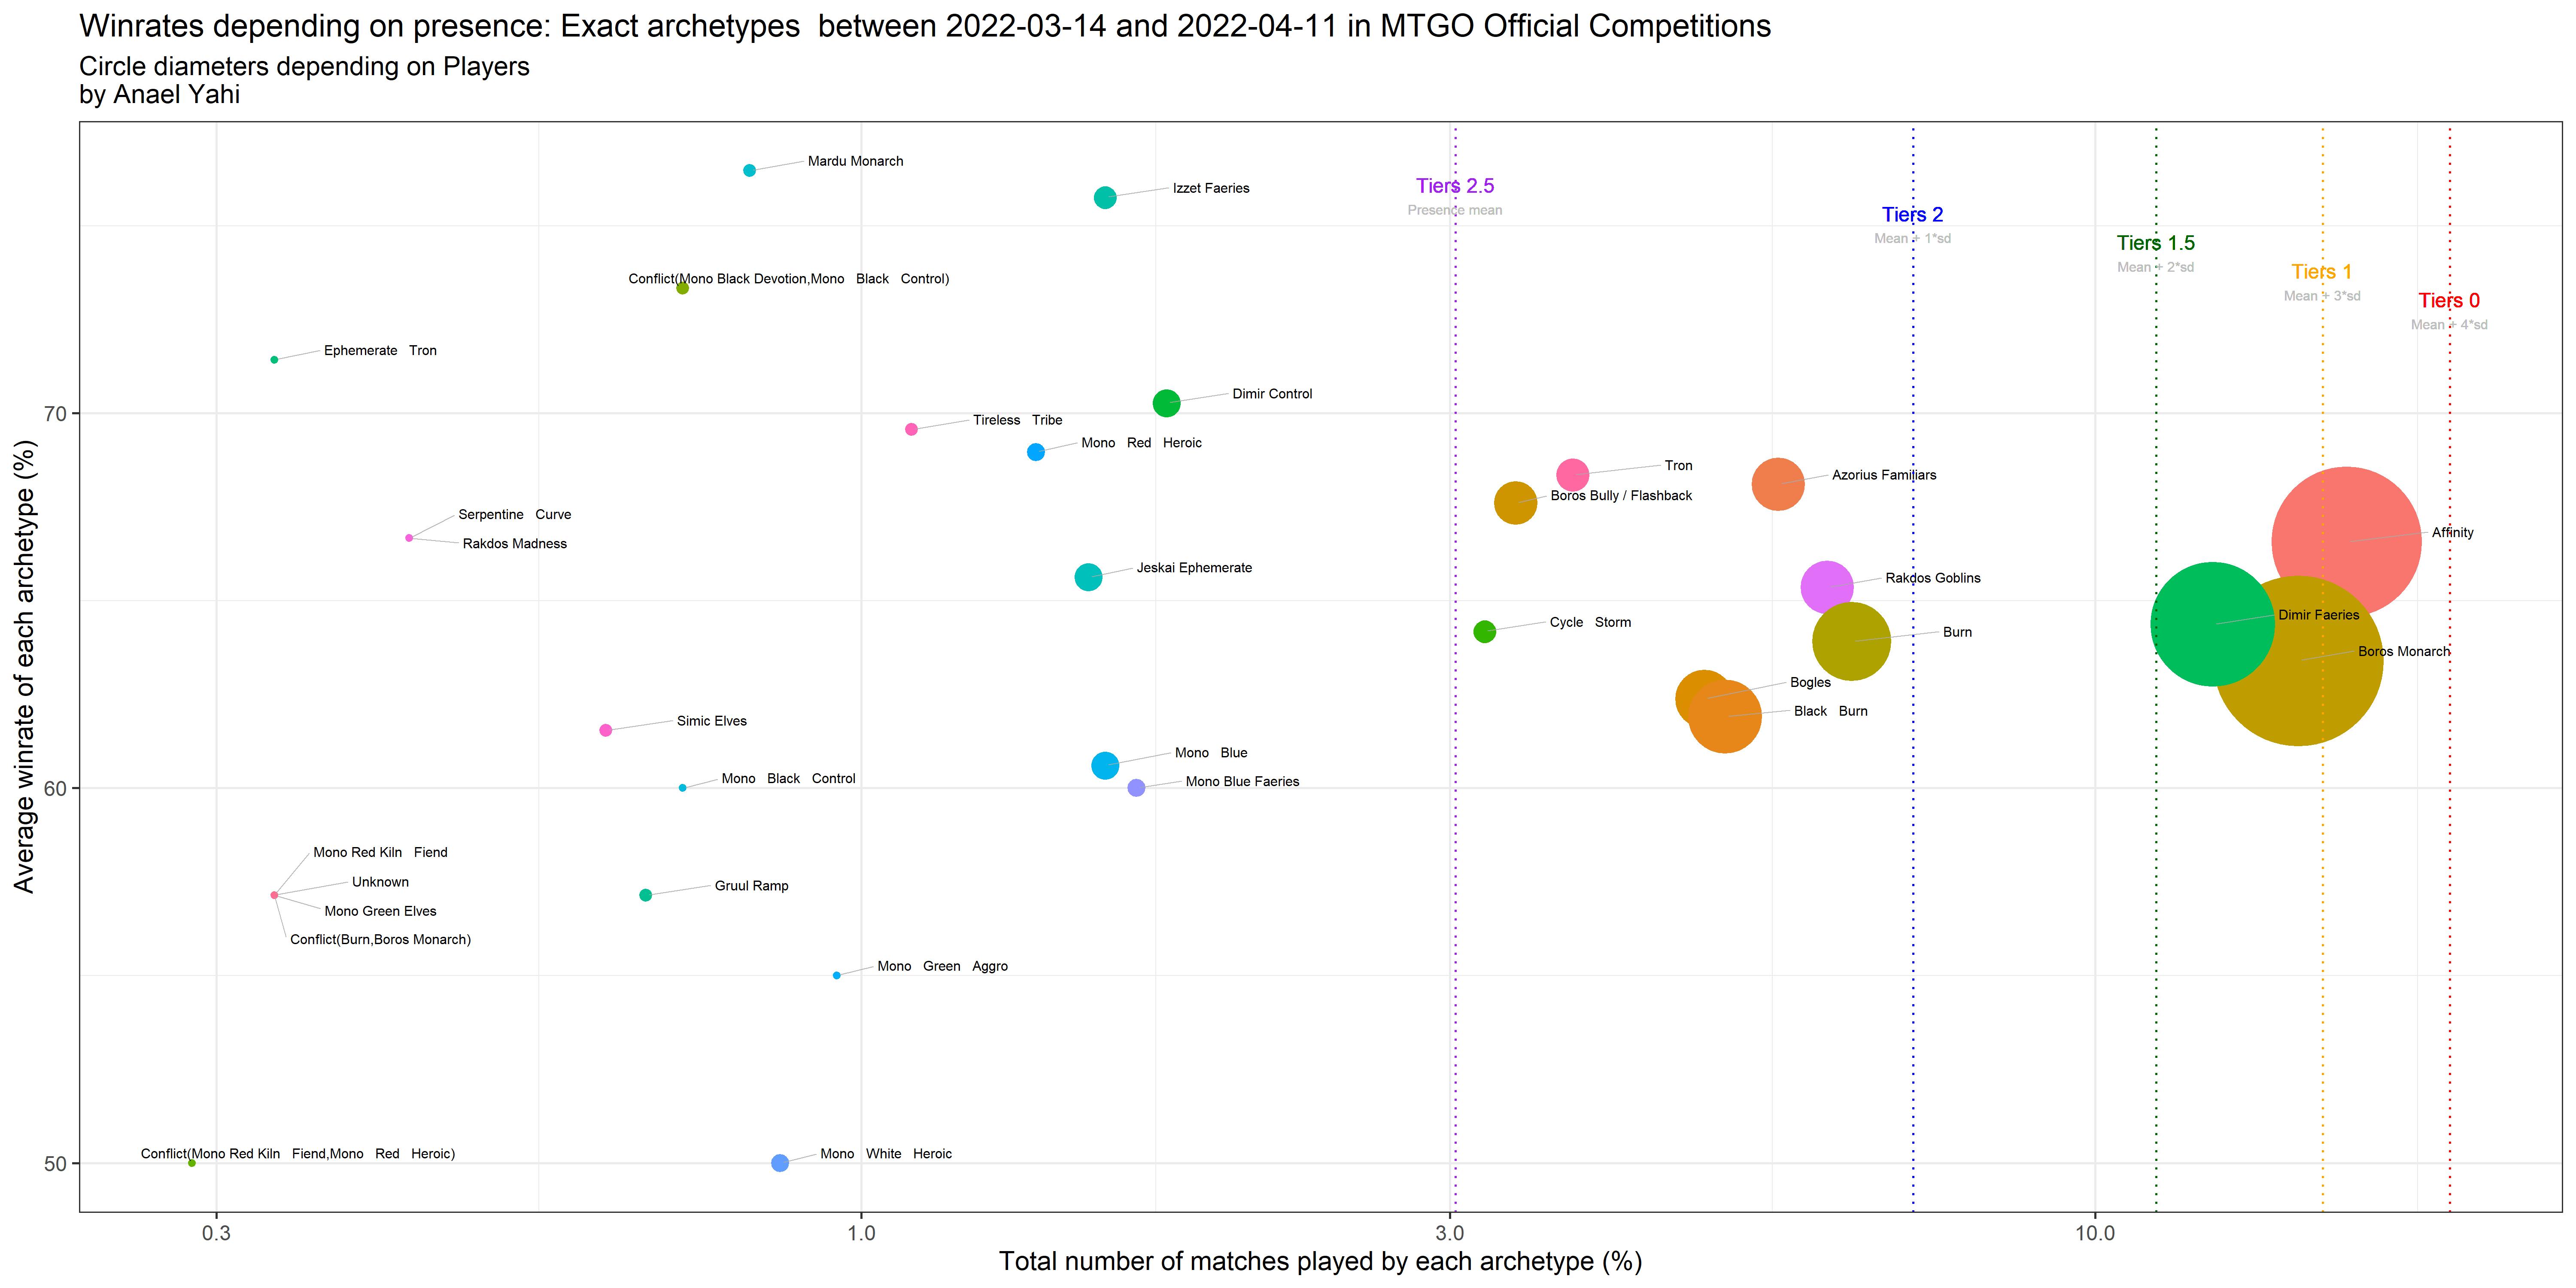 Winrates depending on presence: Exact archetypes  between 2022-03-14 and 2022-04-11 in MTGO Official Competitions
Circle diameters depending on Players
by Anael Yahi
Mardu Monarch
Izzet Faeries
Tiers 2.5
Presence mean
Tiers 2
Mean + 1*sd
Tiers 1.5
Mean + 2*sd
Tiers 1
Mean + 3*sd
Tiers 0
Mean + 4*sd
Conflict(Mono Black Devotion,Mono   Black   Control)
Ephemerate   Tron
Dimir Control
Tireless   Tribe
Mono   Red   Heroic
Tron
Azorius Familiars
Boros Bully / Flashback
Serpentine   Curve
Rakdos Madness
Affinity
Jeskai Ephemerate
Rakdos Goblins
Dimir Faeries
Cycle   Storm
Burn
Boros Monarch
Bogles
Black   Burn
Simic Elves
Mono   Blue
Mono   Black   Control
Mono Blue Faeries
Mono Red Kiln   Fiend
Unknown
Gruul Ramp
Mono Green Elves
Conflict(Burn,Boros Monarch)
Mono   Green   Aggro
Conflict(Mono Red Kiln   Fiend,Mono   Red   Heroic)
Mono   White   Heroic
70
60
50
Average winrate of each archetype (%)
0.3
1.0
3.0
10.0
Total number of matches played by each archetype (%)